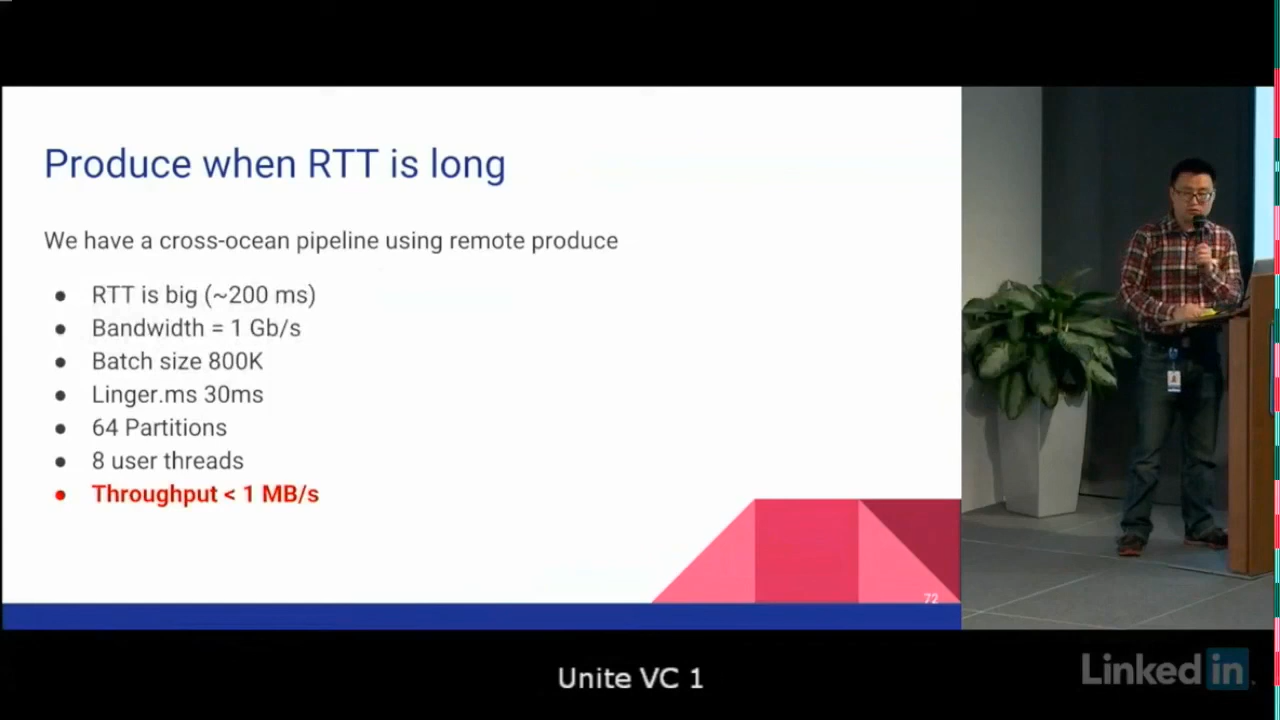 Produce when RTT is long
We have a cross-ocean pipeline using remote produce
● RTT is big (~200 ms)
● Bandwidth = 1 Gb/s
● Batch size 800K
● Linger.ms 30ms
● 64 Partitions
● 8 user threads
● Throughput < 1 MB/s
72
Unite VC 1
Linked in